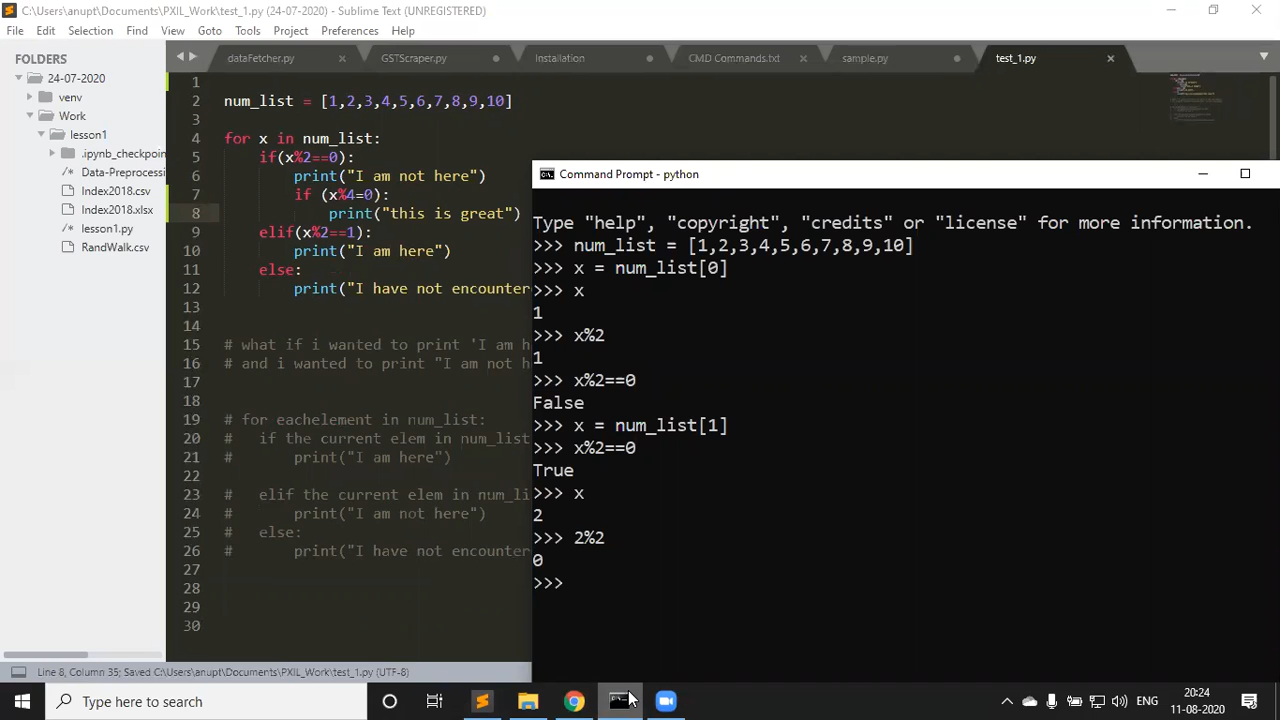 C:\Users\anupt\Documents\PXIL_Work\test_1.py (24-07-2020) - Sublime Text (UNREGISTERED)
File Edit Selection Find View Goto Tools Project Preferences Help
FOLDERS
24-07-2020
venv
Work
lesson1
.ipynb_checkpoin
Data-Preprocess
Index2018.csv
Index2018.xlsx
lesson1.py
RandWalk.csv
dataFetcher.py GSTScraper.py Installation CMD Commands.txt sample.py test_1.py
1
2 num_list = [1,2,3,4,5,6,7,8,9,10]
3
4 for x in num_list:
5 if(x%2==0):
6 print("I am not here")
7 if (x%4=0):
8 print("this is great")
9 elif(x%2==1):
10 print("I am here")
11 else:
12 print("I have not encounter
13
14
15 # what if i wanted to print 'I am h
16 # and i wanted to print "I am not h
17
18
19 # for eachelement in num_list:
20 # if the current elem in num_list
21 # print("I am here")
22
23 # elif the current elem in num_li
24 # print("I am not here")
25 # else:
26 # print("I have not encounter
27
28
29
30
Command Prompt - python
Type "help", "copyright", "credits" or "license" for more information.
>>> num_list = [1,2,3,4,5,6,7,8,9,10]
>>> x = num_list[0]
>>> x
1
>>> x%2
1
>>> x%2==0
False
>>> x = num_list[1]
>>> x%2==0
True
>>> x
2
>>> 2%2
0
>>>
Line 8, Column 35; Saved C:\Users\anupt\Documents\PXIL_Work\test_1.py (UTF-8)
Type here to search
ENG
20:24
11-08-2020